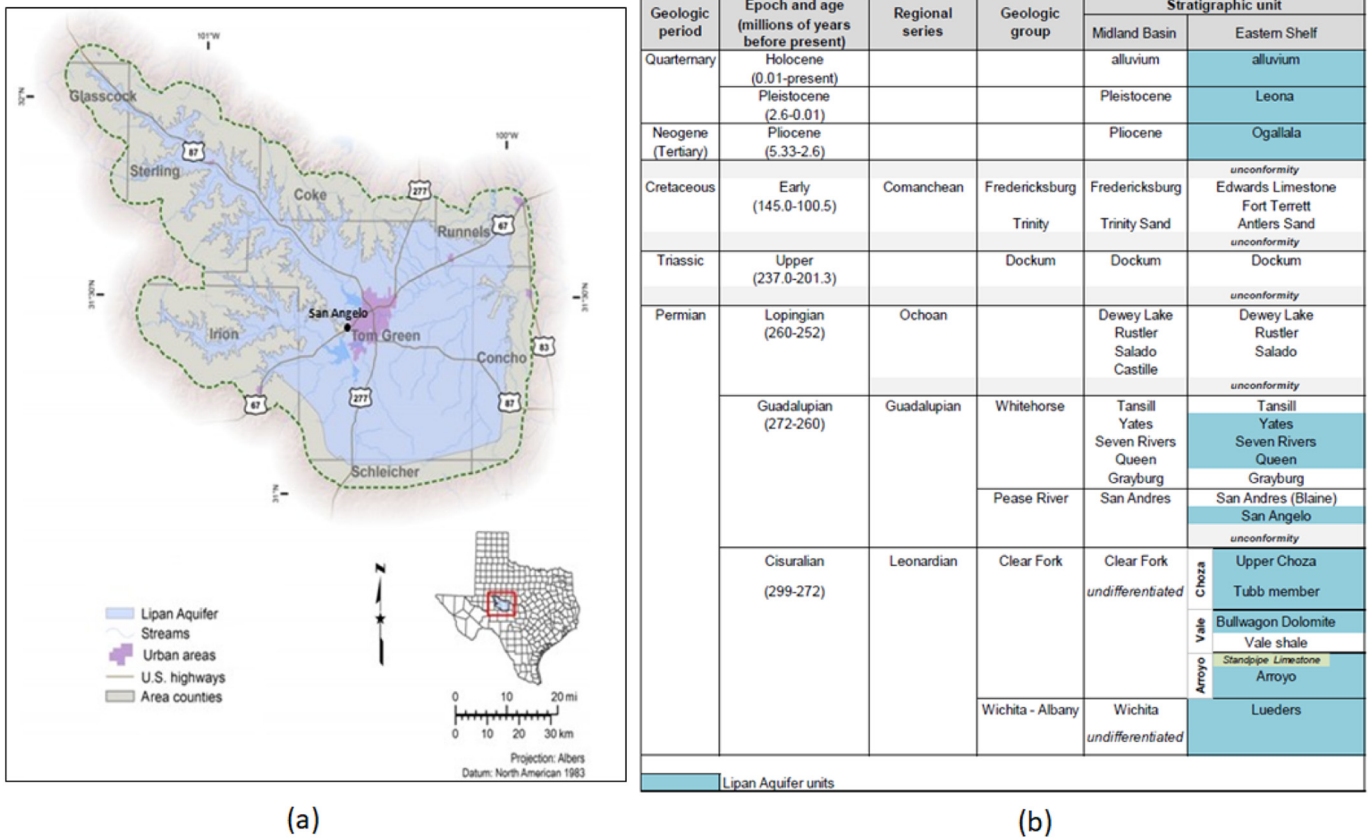 101°W
32°N
Glasscock
100°W
87
Sterling
277
Coke
67
Runnels
31°30'N
31°30'N
San Angelo
Irion
Tom Green
83
Concho
277
67
87
Schleicher
31°N
N
Lipan Aquifer
Streams
Urban areas
U.S. highways
Area counties
0 10 20 mi
0 10 20 30 km
Projection: Albers
Datum: North American 1983
(a)
Geologic period Epoch and age (millions of years before present) Regional series Geologic group Stratigraphic unit
Midland Basin Eastern Shelf
Quarternary Holocene alluvium alluvium
(0.01-present)
Pleistocene Pleistocene Leona
(2.6-0.01)
Neogene Pliocene Pliocene Ogallala
(Tertiary) (5.33-2.6)
unconformity
Cretaceous Early Comanchean Fredericksburg Fredericksburg Edwards Limestone
(145.0-100.5) Fort Terrett
Trinity Trinity Sand Antlers Sand
unconformity
Triassic Upper Dockum Dockum Dockum
(237.0-201.3)
unconformity
Permian Lopingian Ochoan Dewey Lake Dewey Lake
(260-252) Rustler Rustler
Salado Salado
Castille
unconformity
Guadalupian Guadalupian Whitehorse Tansill Tansill
(272-260) Yates Yates
Seven Rivers Seven Rivers
Queen Queen
Grayburg Grayburg
Pease River San Andres San Andres (Blaine)
San Angelo
unconformity
Cisuralian Leonardian Clear Fork Clear Fork Choza Upper Choza
(299-272) undifferentiated Tubb member
Vale Bullwagon Dolomite
Vale shale
Arroyo Standpipe Limestone
Arroyo
Wichita - Albany Wichita Lueders
undifferentiated
Lipan Aquifer units
(b)